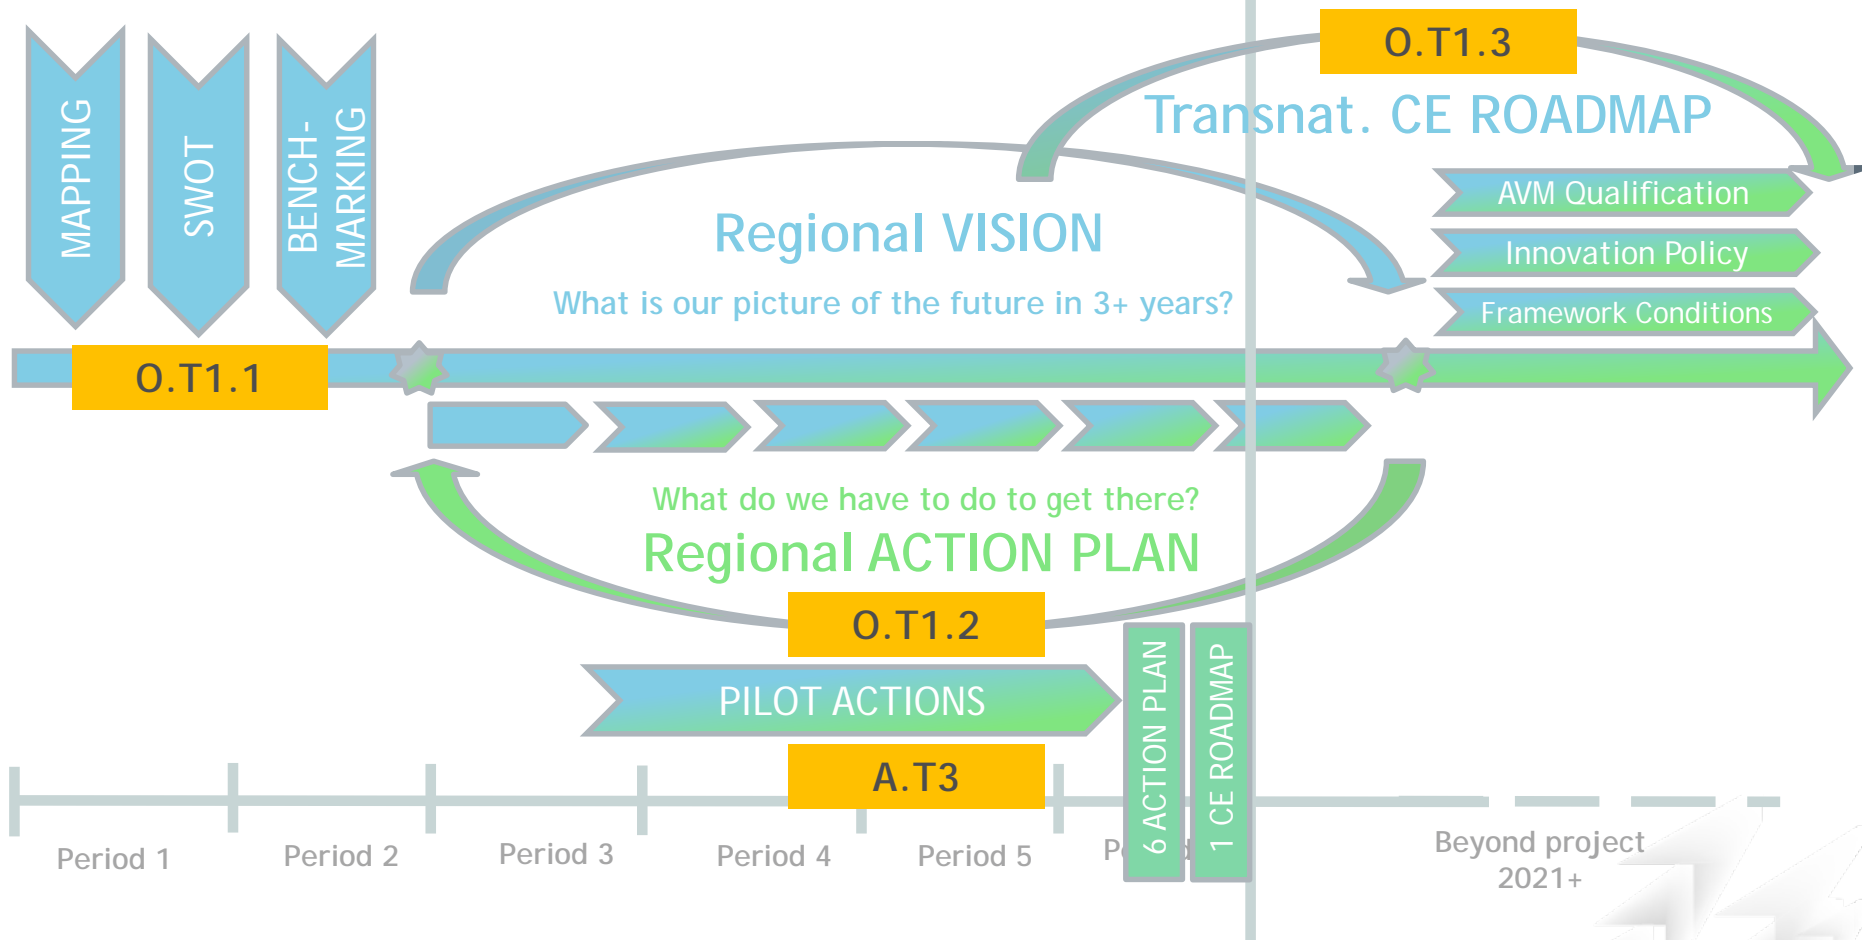 O.T1.3
Transnat. CE ROADMAP
MAPPING
SWOT
BENCH-
MARKING
AVM Qualification
Innovation Policy
Framework Conditions
Regional VISION
What is our picture of the future in 3+ years?
O.T1.1
What do we have to do to get there?
Regional ACTION PLAN
O.T1.2
PILOT ACTIONS
A.T3
6 ACTION PLAN
1 CE ROADMAP
Period 1
Period 2
Period 3
Period 4
Period 5
Beyond project
2021+